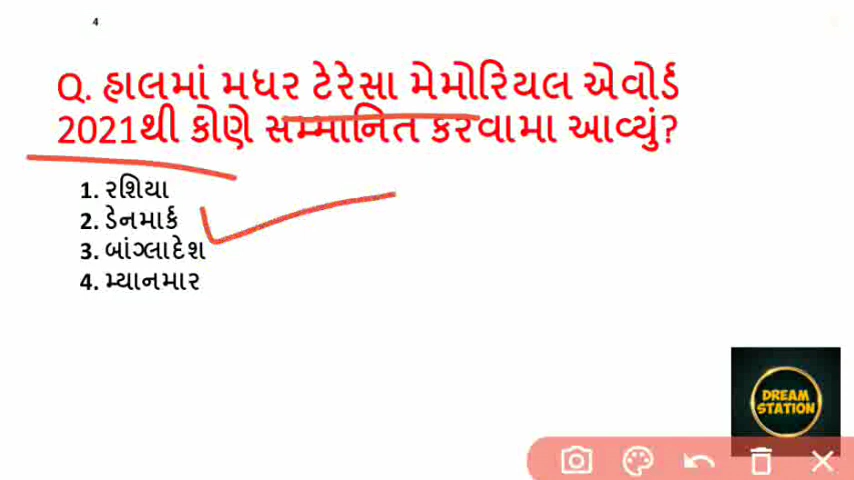 4
Q. હાલમાં મધર ટેરેસા મેમોરિયલ એવોર્ડ
2021થી કોણે સમ્માનિત કરવામા આવ્યું?
1. રશિયા
2. ડેનમાર્ક
3. બાંગ્લાદેશ
4. મ્યાનમાર
DREAM
STATION